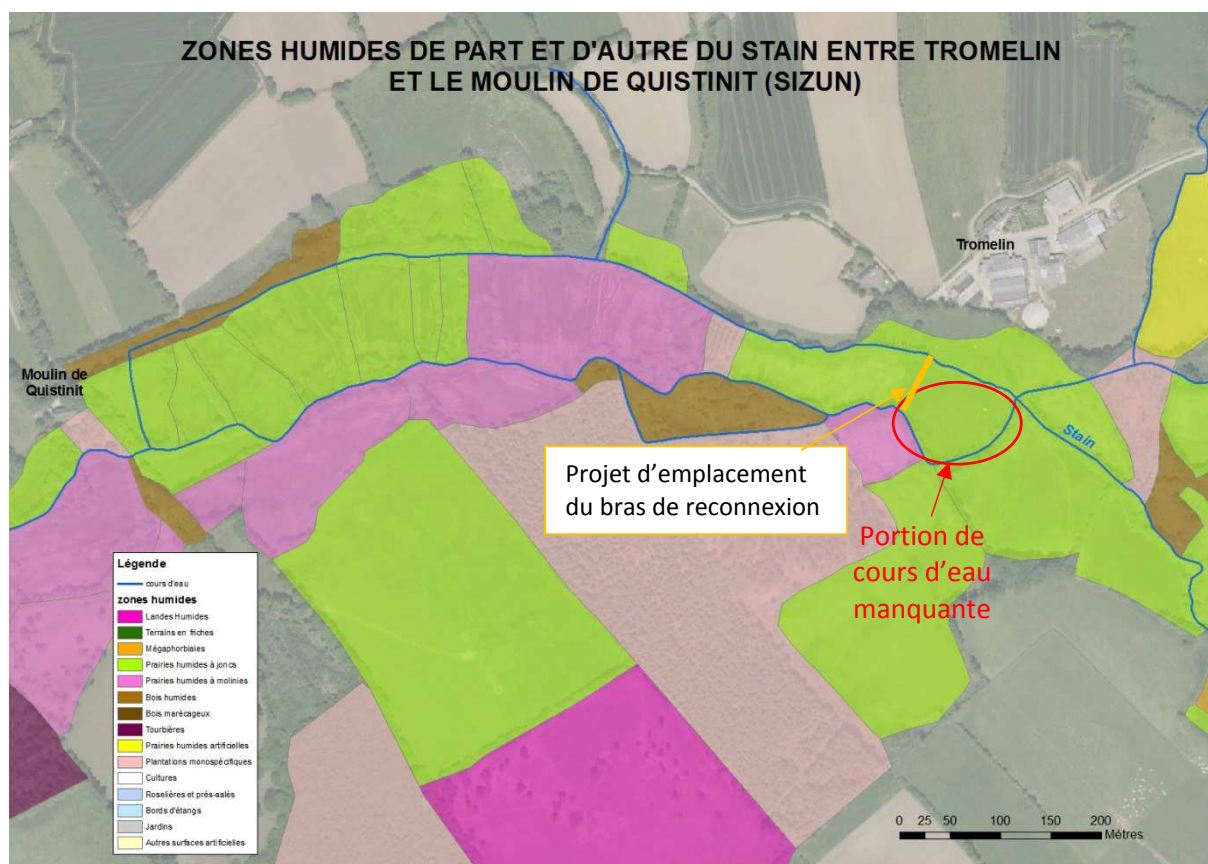 ZONES HUMIDES DE PART ET D'AUTRE DU STAIN ENTRE TROMELIN
ET LE MOULIN DE QUISTINIT (SIZUN)
Tromelin
Moulin de
Quistinit
Stain
Projet d’emplacement
du bras de reconnexion
Portion de
cours d’eau
manquante
Légende
cours d'eau
zones humides
Landes Humides
Terrains en friches
Mégaphorbiaies
Prairies humides à joncs
Prairies humides à molinies
Bois humides
Bois marécageux
Tourbières
Prairies humides artificielles
Plantations monospécifiques
Cultures
Roselières et prés-salés
Bords d'étangs
Jardins
Autres surfaces artificielles
0 25 50 100 150 200
Mètres